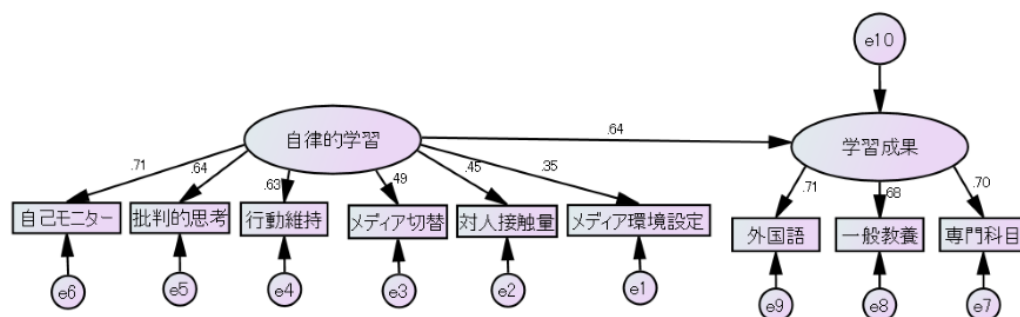 e10
自律的学習
.64
学習成果
.71
.64
.63
.49
.45
.35
.71
.68
.70
自己モニター
批判的思考
行動維持
メディア切替
対人接触量
メディア環境設定
外国語
一般教養
専門科目
e6
e5
e4
e3
e2
e1
e9
e8
e7